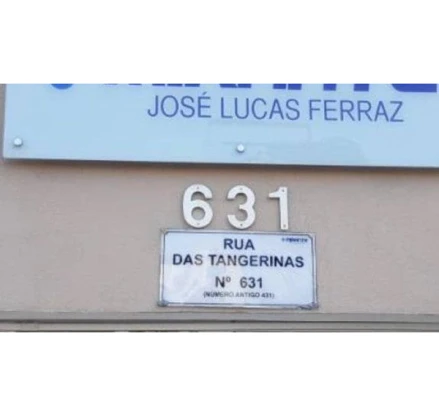 JOSÉ LUCAS FERRAZ
631
RUA
DAS TANGERINAS
Nº 631
(NÚMERO ANTIGO 431)